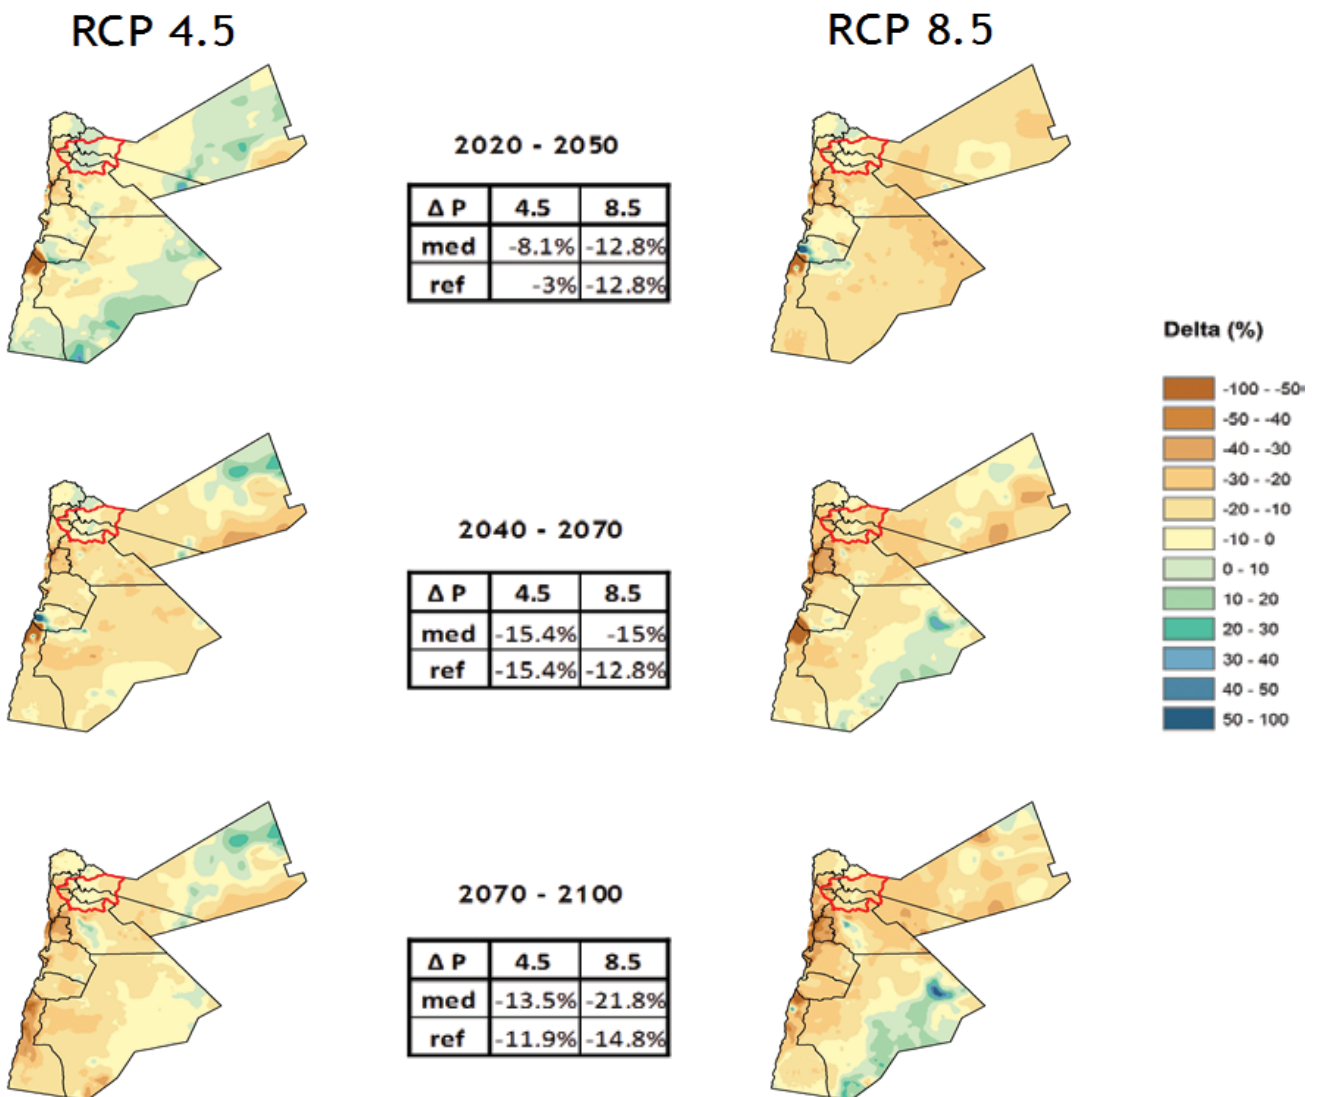 RCP 4.5
RCP 8.5
2020 - 2050
Δ P 4.5 8.5
med -8.1% -12.8%
ref -3% -12.8%
Delta (%)
-100 - -50
-50 - -40
-40 - -30
-30 - -20
-20 - -10
-10 - 0
0 - 10
10 - 20
20 - 30
30 - 40
40 - 50
50 - 100
2040 - 2070
Δ P 4.5 8.5
med -15.4% -15%
ref -15.4% -12.8%
2070 - 2100
Δ P 4.5 8.5
med -13.5% -21.8%
ref -11.9% -14.8%